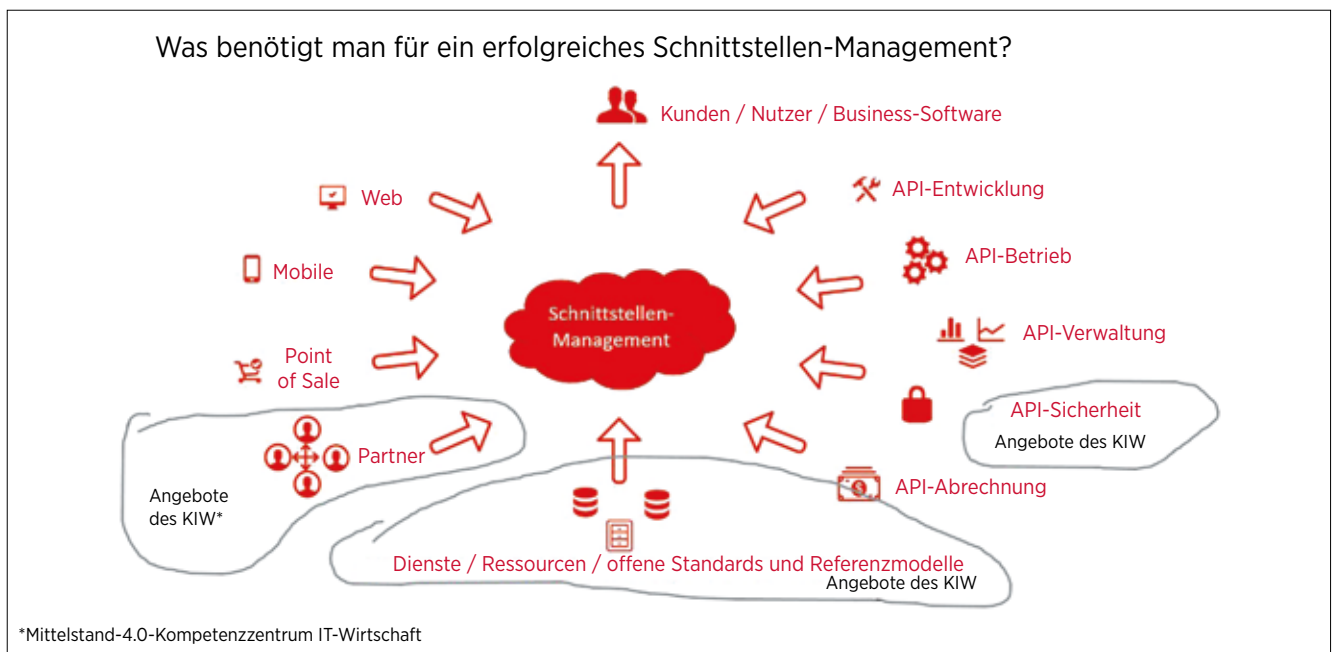 Was benötigt man für ein erfolgreiches Schnittstellen-Management?
Kunden / Nutzer / Business-Software
Web
API-Entwicklung
Mobile
API-Betrieb
Schnittstellen-
Management
API-Verwaltung
Point
of Sale
API-Sicherheit
Angebote des KIW
Partner
Angebote
des KIW*
API-Abrechnung
Dienste / Ressourcen / offene Standards und Referenzmodelle
Angebote des KIW
*Mittelstand-4.0-Kompetenzzentrum IT-Wirtschaft